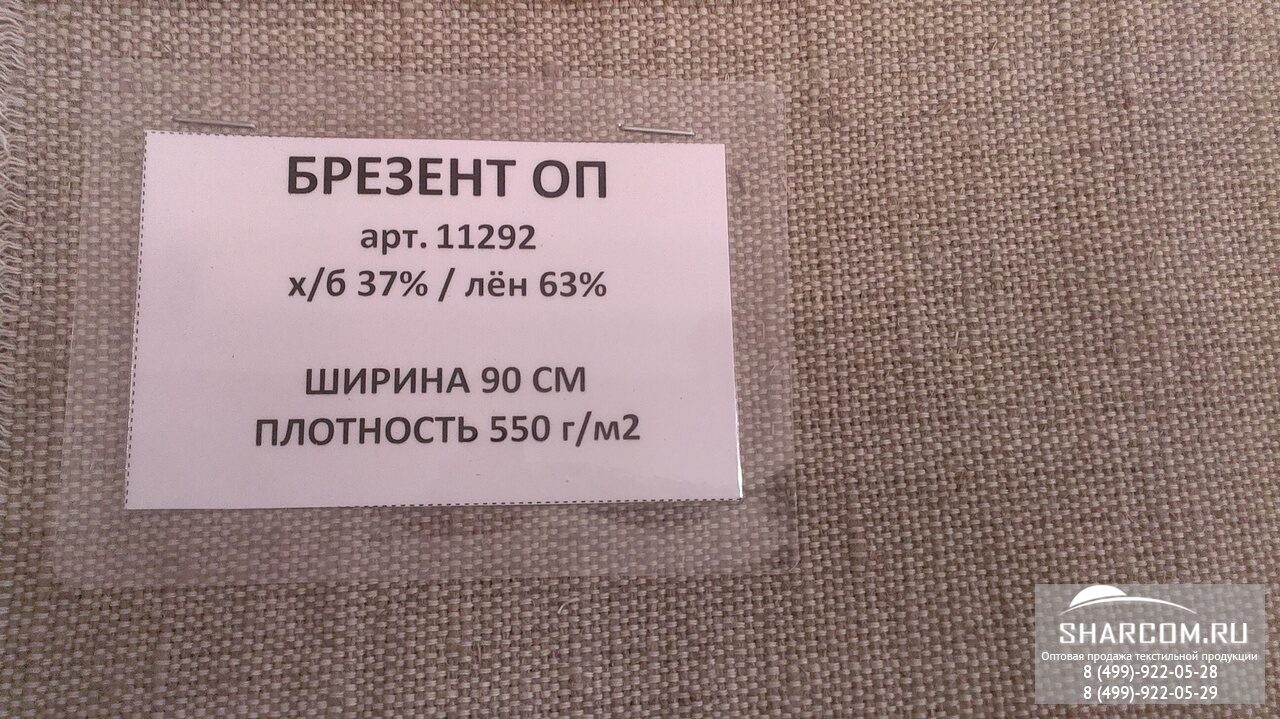 БРЕЗЕНТ ОП
арт. 11292
х/б 37% / лён 63%
ШИРИНА 90 СМ
ПЛОТНОСТЬ 550 г/м2
SHARCOM.RU
Оптовая продажа текстильной продукции
8 (499)-922-05-28
8 (499)-922-05-29